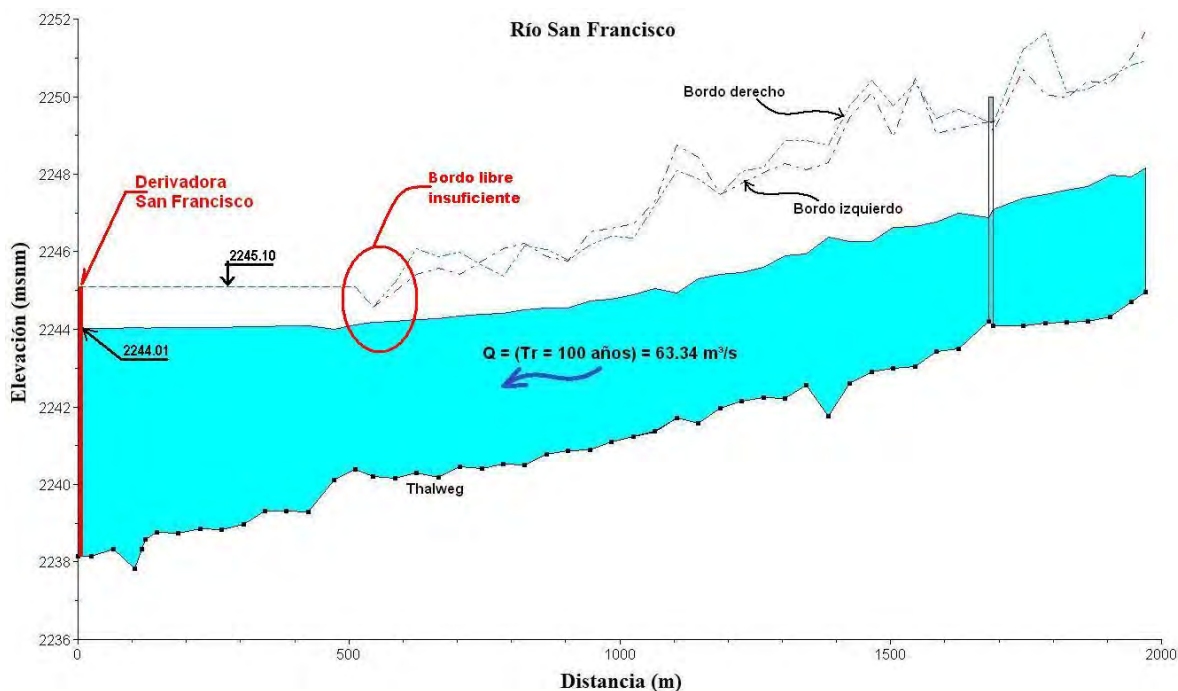 Río San Francisco
2252
2250
2248
2246
2244
2242
2240
2238
2236
Elevación (msnm)
Bordo derecho
Bordo izquierdo
Derivadora
San Francisco
Bordo libre
insuficiente
2245.10
2244.01
Q = (Tr = 100 años) = 63.34 m³/s
Thalweg
0
500
1000
1500
2000
Distancia (m)